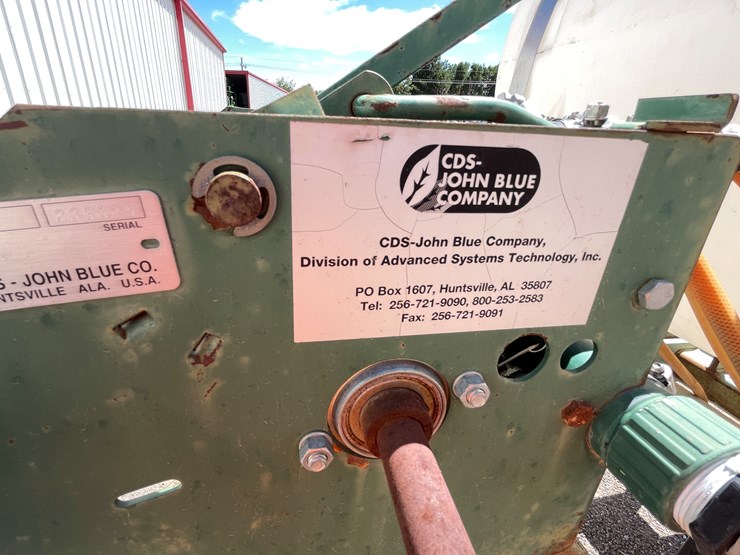 SERIAL
- JOHN BLUE CO.
ALA. U.S.A.
CDS-
JOHN BLUE
COMPANY
CDS-John Blue Company,
Division of Advanced Systems Technology, Inc.
PO Box 1607, Huntsville, AL 35807
Tel: 256-721-9090, 800-253-2583
Fax: 256-721-9091